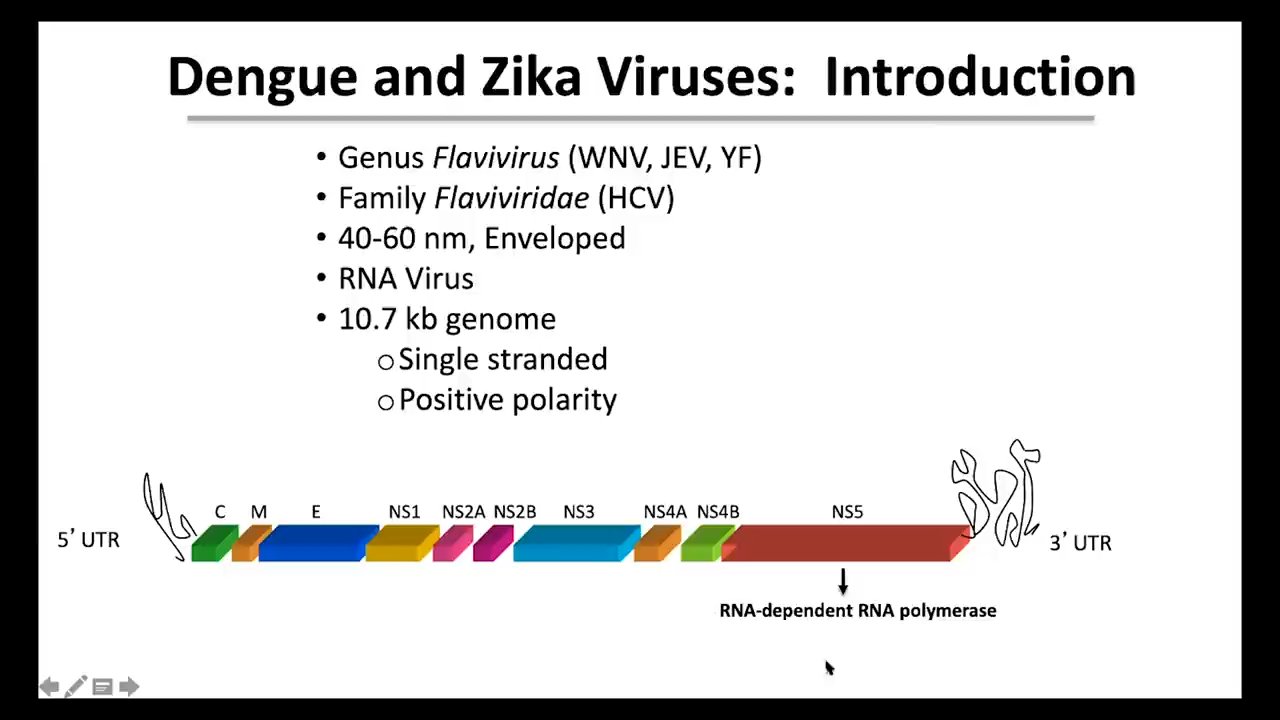 Dengue and Zika Viruses: Introduction
• Genus Flavivirus (WNV, JEV, YF)
• Family Flaviviridae (HCV)
• 40-60 nm, Enveloped
• RNA Virus
• 10.7 kb genome
o Single stranded
o Positive polarity
C M E NS1 NS2A NS2B NS3 NS4A NS4B NS5
5’ UTR
3’ UTR
RNA-dependent RNA polymerase